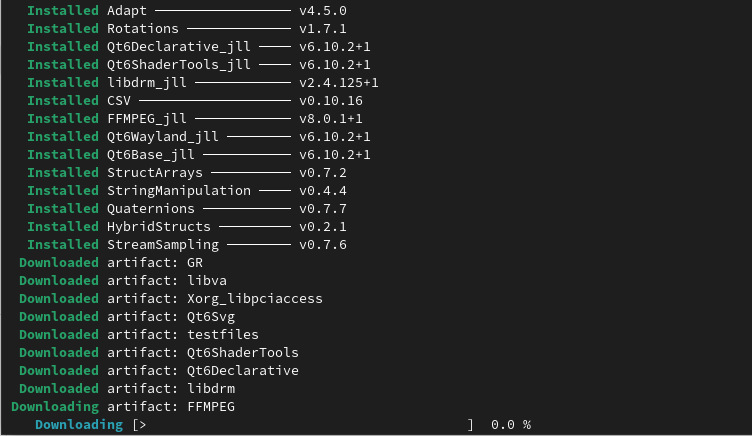 Installed Adapt ───────────────── v4.5.0
Installed Rotations ───────────── v1.7.1
Installed Qt6Declarative_jll ──── v6.10.2+1
Installed Qt6ShaderTools_jll ──── v6.10.2+1
Installed libdrm_jll ──────────── v2.4.125+1
Installed CSV ─────────────────── v0.10.16
Installed FFMPEG_jll ──────────── v8.0.1+1
Installed Qt6Wayland_jll ──────── v6.10.2+1
Installed Qt6Base_jll ─────────── v6.10.2+1
Installed StructArrays ────────── v0.7.2
Installed StringManipulation ──── v0.4.4
Installed Quaternions ─────────── v0.7.7
Installed HybridStructs ───────── v0.2.1
Installed StreamSampling ──────── v0.7.6
Downloaded artifact: GR
Downloaded artifact: libva
Downloaded artifact: Xorg_libpciaccess
Downloaded artifact: Qt6Svg
Downloaded artifact: testfiles
Downloaded artifact: Qt6ShaderTools
Downloaded artifact: Qt6Declarative
Downloaded artifact: libdrm
Downloading artifact: FFMPEG
Downloading [>                                        ]  0.0 %